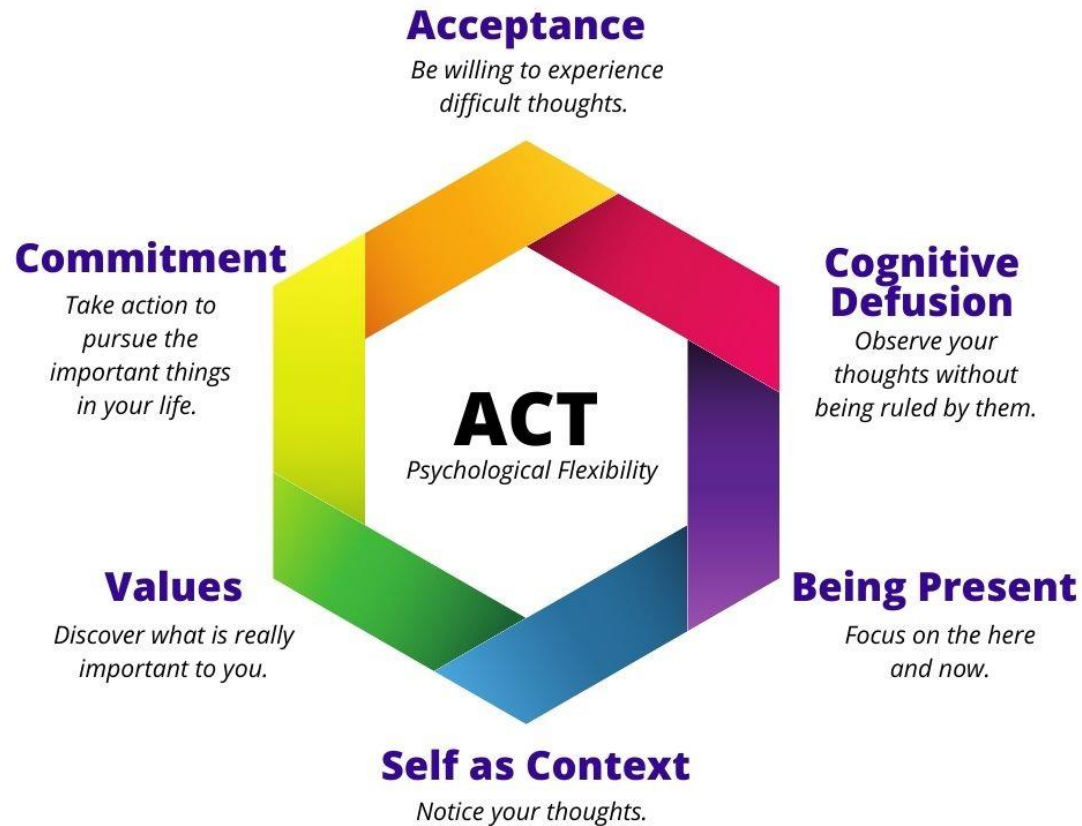 Acceptance
Be willing to experience
difficult thoughts.
Commitment
Take action to
pursue the
important things
in your life.
Cognitive
Defusion
Observe your
thoughts without
being ruled by them.
ACT
Psychological Flexibility
Values
Discover what is really
important to you.
Being Present
Focus on the here
and now.
Self as Context
Notice your thoughts.